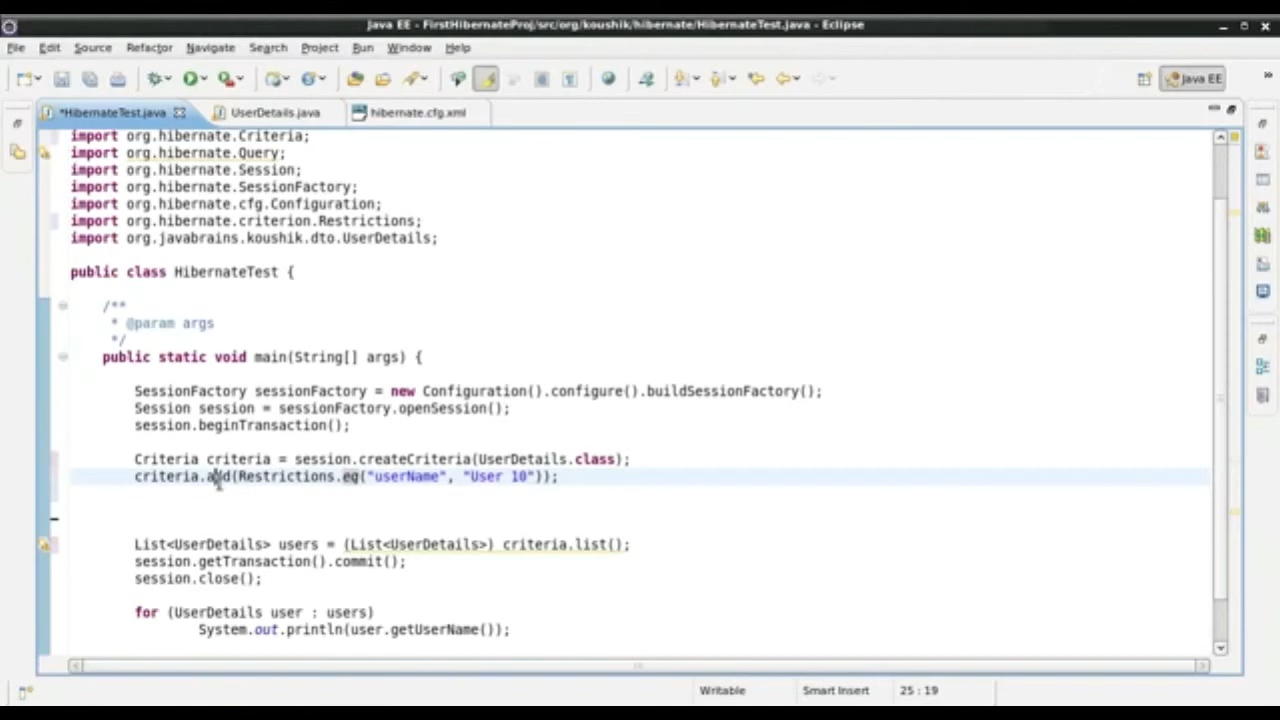 Java EE - FirstHibernateProj/src/org/koushik/hibernate/HibernateTest.java - Eclipse
File Edit Source Refactor Navigate Search Project Run Window Help
Java EE
*HibernateTest.java UserDetails.java hibernate.cfg.xml
import org.hibernate.Criteria;
import org.hibernate.Query;
import org.hibernate.Session;
import org.hibernate.SessionFactory;
import org.hibernate.cfg.Configuration;
import org.hibernate.criterion.Restrictions;
import org.javabrains.koushik.dto.UserDetails;
public class HibernateTest {
/**
* @param args
*/
public static void main(String[] args) {
SessionFactory sessionFactory = new Configuration().configure().buildSessionFactory();
Session session = sessionFactory.openSession();
session.beginTransaction();
Criteria criteria = session.createCriteria(UserDetails.class);
criteria.add(Restrictions.eq("userName", "User 10"));
List<UserDetails> users = (List<UserDetails>) criteria.list();
session.getTransaction().commit();
session.close();
for (UserDetails user : users)
System.out.println(user.getUserName());
Writable Smart Insert 25 : 19